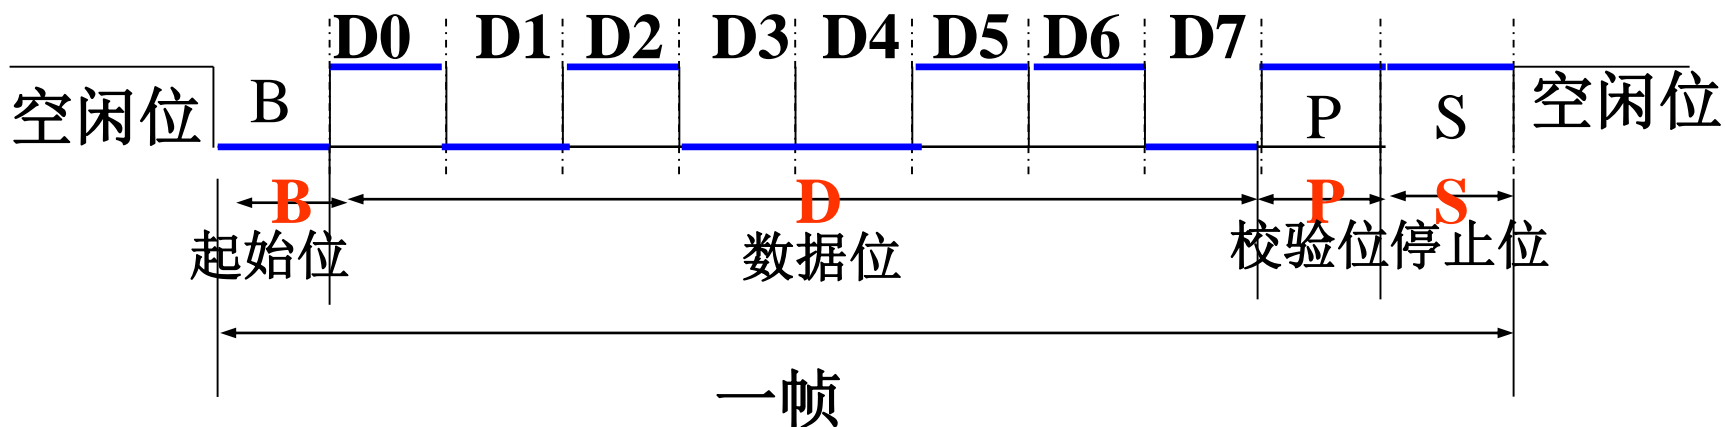 D0 D1 D2 D3 D4 D5 D6 D7
空闲位 B P S 空闲位
B D P S
起始位 数据位 校验位 停止位
一帧